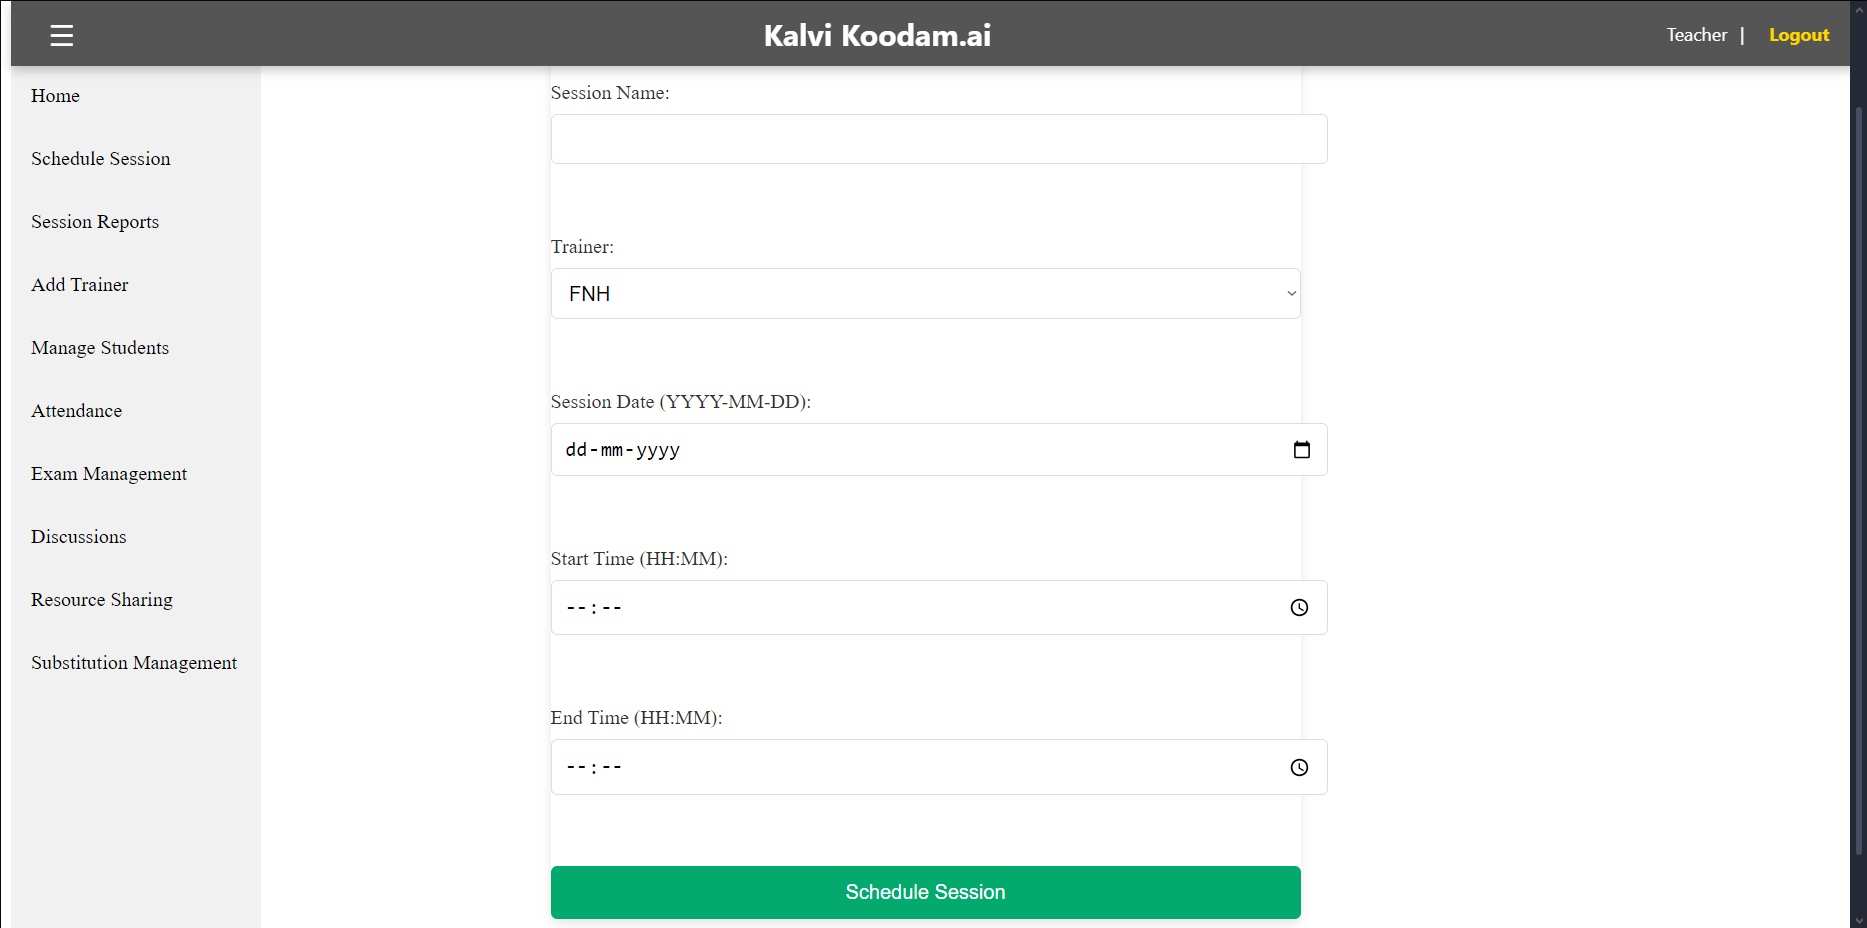 ☰ Kalvi Koodam.ai Teacher | Logout
Home
Schedule Session
Session Reports
Add Trainer
Manage Students
Attendance
Exam Management
Discussions
Resource Sharing
Substitution Management
Session Name:
Trainer:
FNH
Session Date (YYYY-MM-DD):
dd-mm-yyyy
Start Time (HH:MM):
--:--
End Time (HH:MM):
--:--
Schedule Session